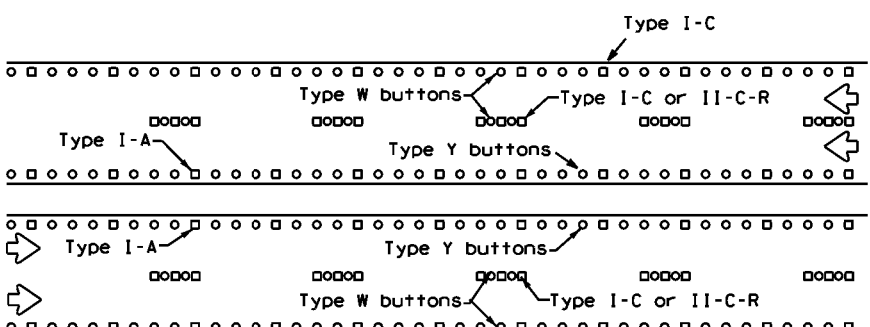 Type I-C
Type W buttons
Type I-C or II-C-R
Type I-A
Type Y buttons
Type I-A
Type Y buttons
Type W buttons
Type I-C or II-C-R